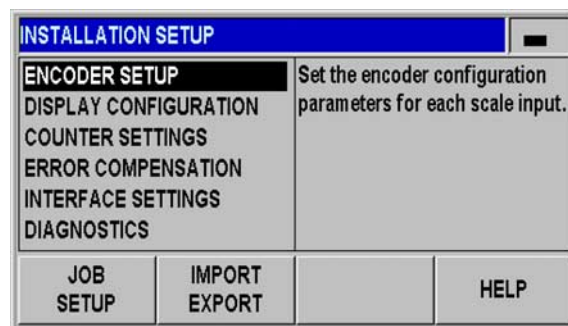 INSTALLATION SETUP
ENCODER SETUP
DISPLAY CONFIGURATION
COUNTER SETTINGS
ERROR COMPENSATION
INTERFACE SETTINGS
DIAGNOSTICS
Set the encoder configuration
parameters for each scale input.
JOB
SETUP
IMPORT
EXPORT
HELP